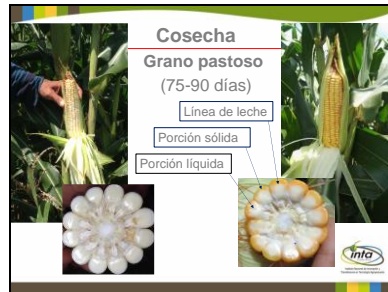 Cosecha
Grano pastoso
(75-90 días)
Línea de leche
Porción sólida
Porción líquida
inta